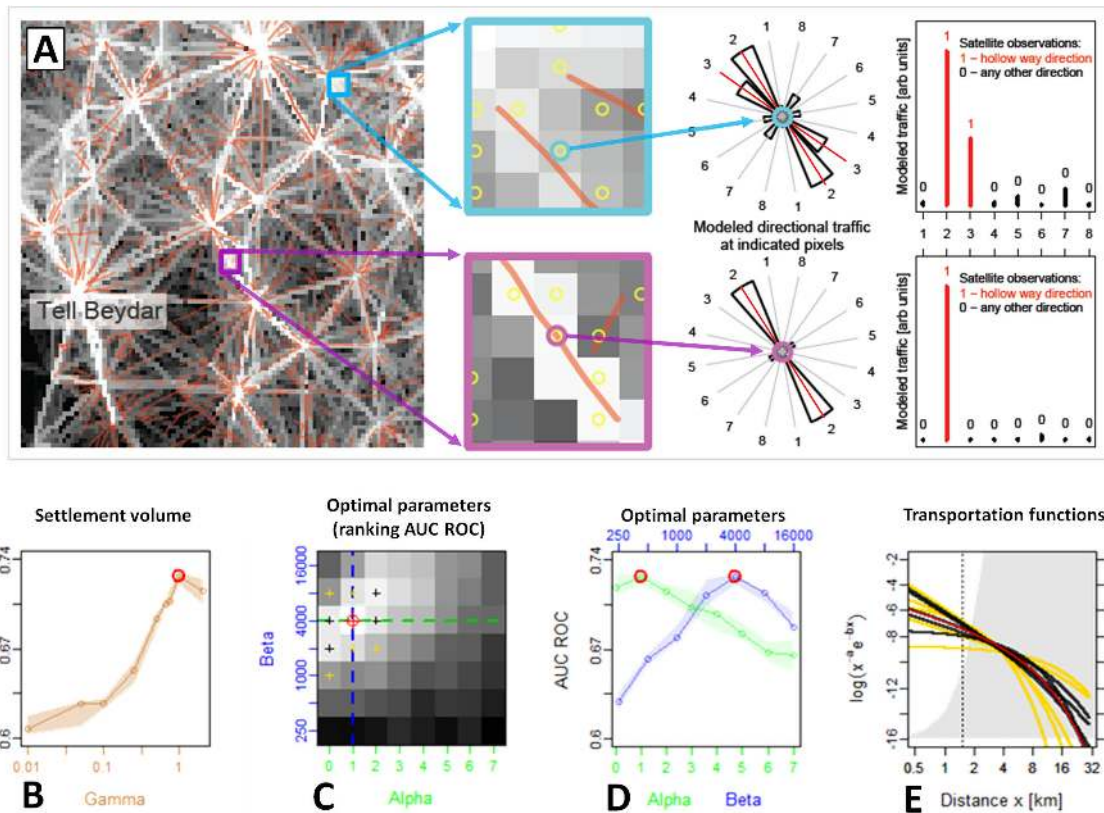 A
Tell Beydar
1
8
2
7
3
6
4
5
5
4
6
3
7
2
8
1
Modeled directional traffic
at indicated pixels
1
8
2
7
3
6
4
5
5
4
6
3
7
2
8
1
Modeled traffic [arb units]
Satellite observations:
1 – hollow way direction
0 – any other direction
0 1 1 0 0 0 0 0
1 2 3 4 5 6 7 8
Modeled traffic [arb units]
Satellite observations:
1 – hollow way direction
0 – any other direction
0 1 0 0 0 0 0 0
1 2 3 4 5 6 7 8
Settlement volume
0.74
0.67
0.6
0.01 0.1 1
B Gamma
Optimal parameters
(ranking AUC ROC)
Beta
16000
4000
1000
250
0 1 2 3 4 5 6 7
C Alpha
Optimal parameters
250 1000 4000 16000
AUC ROC
0.74
0.67
0.6
0 1 2 3 4 5 6 7
D Alpha Beta
Transportation functions
log(x⁻ᵃ e⁻ᵇˣ)
-2
-4
-6
-8
-12
-16
0.5 1 2 4 8 16 32
E Distance x [km]